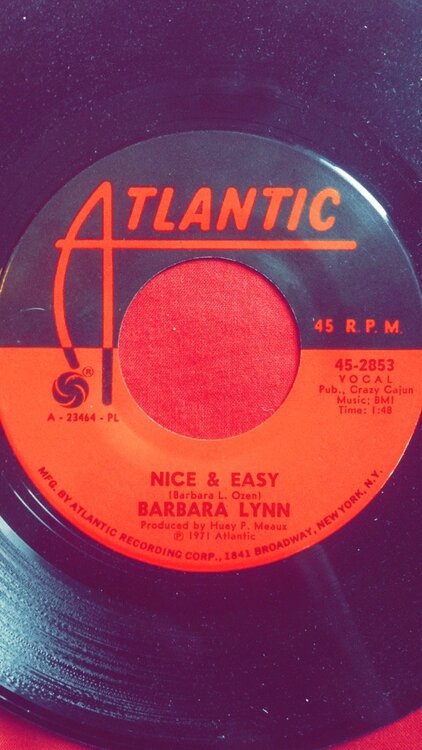 ATLANTIC
®
45 R.P.M.
45-2853
VOCAL
Pub., Crazy Cajun
Music; BMI
Time: 1:48
A - 23464 - PL
NICE & EASY
(Barbara L. Ozen)
BARBARA LYNN
Produced by Huey P. Meaux
℗ 1971 Atlantic
MFG. BY ATLANTIC RECORDING CORP., 1841 BROADWAY, NEW YORK, N.Y.